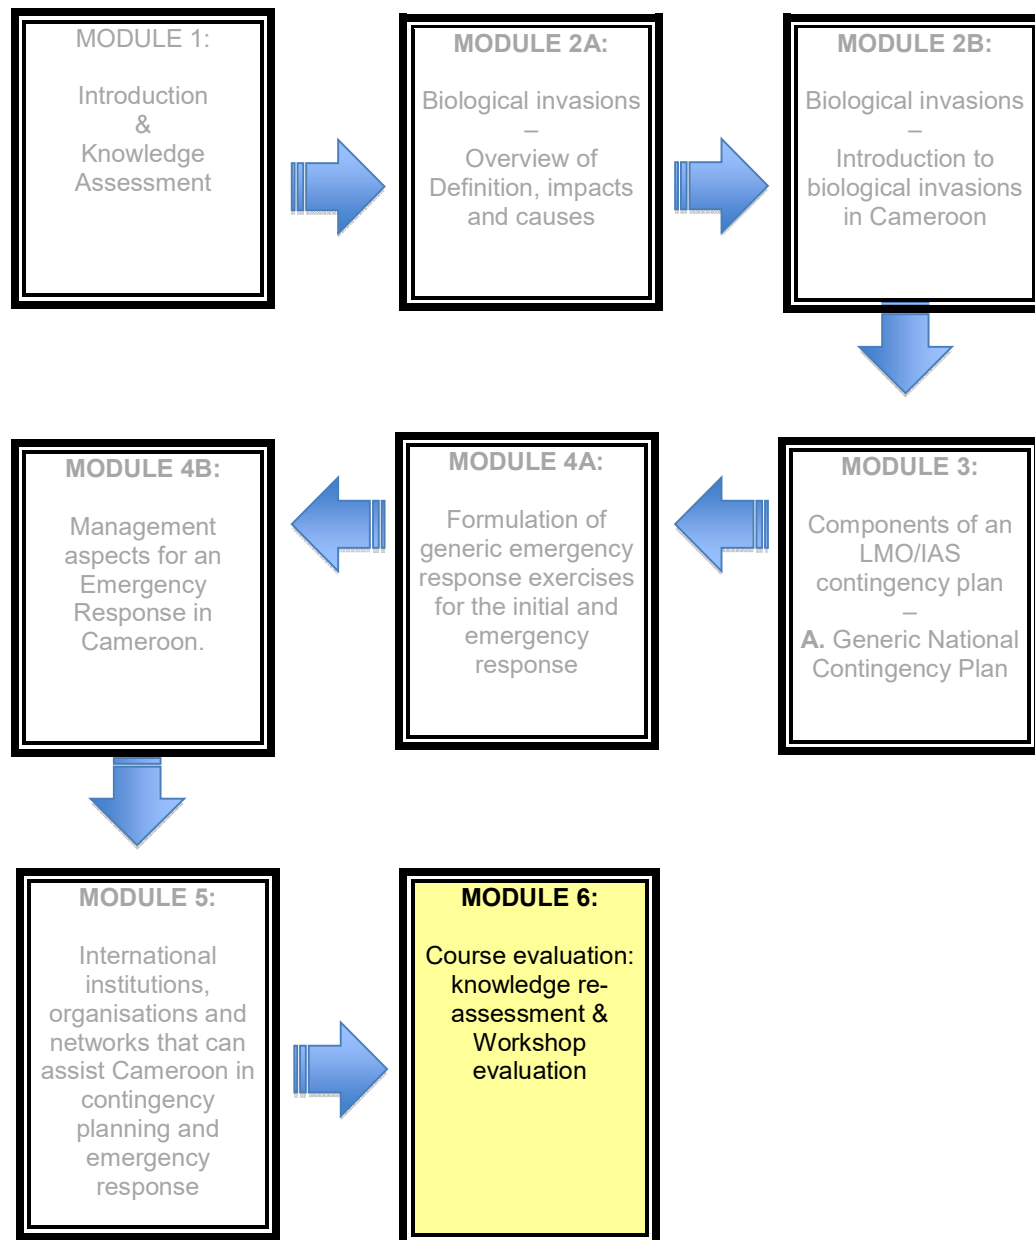 MODULE 1:
Introduction
&
Knowledge
Assessment
MODULE 2A:
Biological invasions
–
Overview of
Definition, impacts
and causes
MODULE 2B:
Biological invasions
–
Introduction to
biological invasions
in Cameroon
MODULE 3:
Components of an
LMO/IAS
contingency plan
–
A. Generic National
Contingency Plan
MODULE 4A:
Formulation of
generic emergency
response exercises
for the initial and
emergency
response
MODULE 4B:
Management
aspects for an
Emergency
Response in
Cameroon.
MODULE 5:
International
institutions,
organisations and
networks that can
assist Cameroon in
contingency
planning and
emergency
response
MODULE 6:
Course evaluation:
knowledge re-
assessment &
Workshop
evaluation